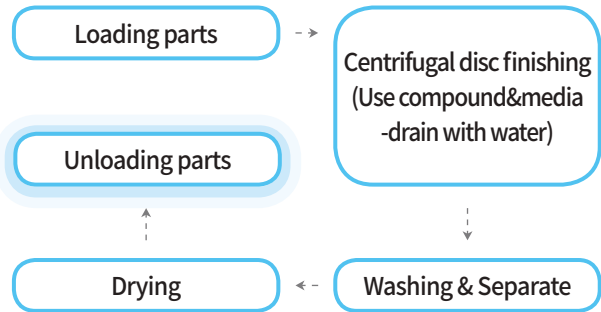 Loading parts
Centrifugal disc finishing
(Use compound&media
-drain with water)
Unloading parts
Drying
Washing & Separate